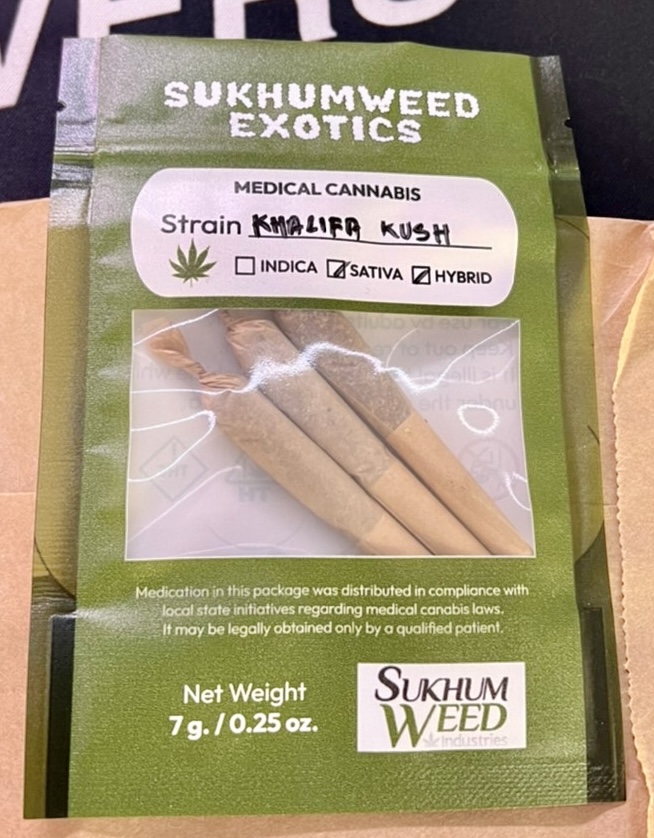 SUKHUMWEED
EXOTICS
MEDICAL CANNABIS
Strain KHALIFA KUSH
INDICA SATIVA HYBRID
Medication in this package was distributed in compliance with
local state initiatives regarding medical canabis laws.
It may be legally obtained only by a qualified patient.
Net Weight
7 g. / 0.25 oz.
SUKHUM
WEED
Industries